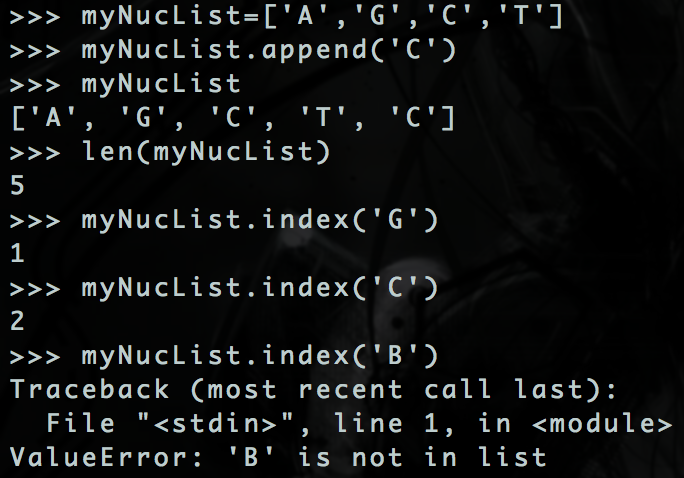 >>> myNucList=['A','G','C','T']
>>> myNucList.append('C')
>>> myNucList
['A', 'G', 'C', 'T', 'C']
>>> len(myNucList)
5
>>> myNucList.index('G')
1
>>> myNucList.index('C')
2
>>> myNucList.index('B')
Traceback (most recent call last):
  File "<stdin>", line 1, in <module>
ValueError: 'B' is not in list